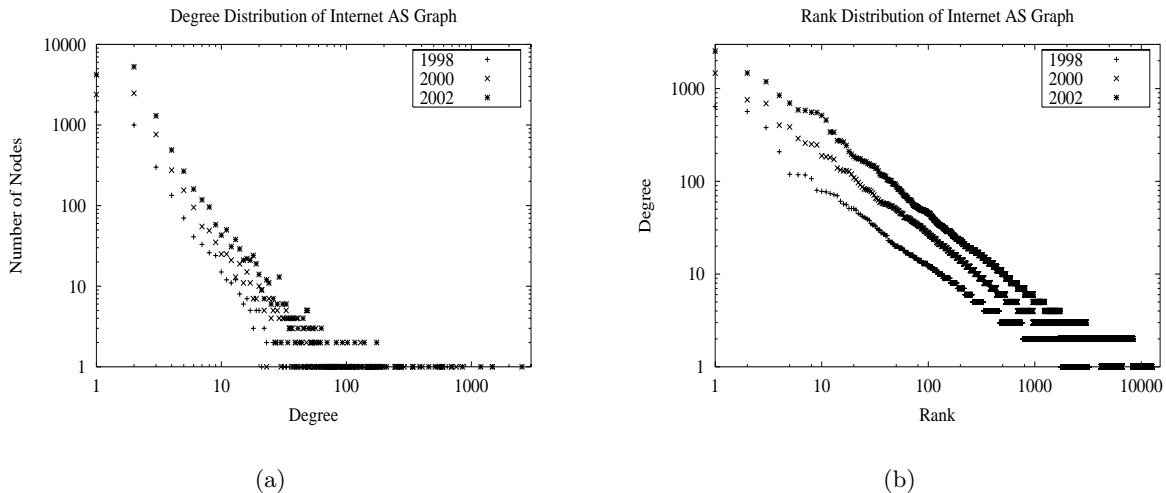 Degree Distribution of Internet AS Graph
10000
1000
100
10
1
1 10 100 1000
Number of Nodes
Degree
1998
2000
2002
(a)
Rank Distribution of Internet AS Graph
1000
100
10
1
1 10 100 1000 10000
Degree
Rank
1998
2000
2002
(b)